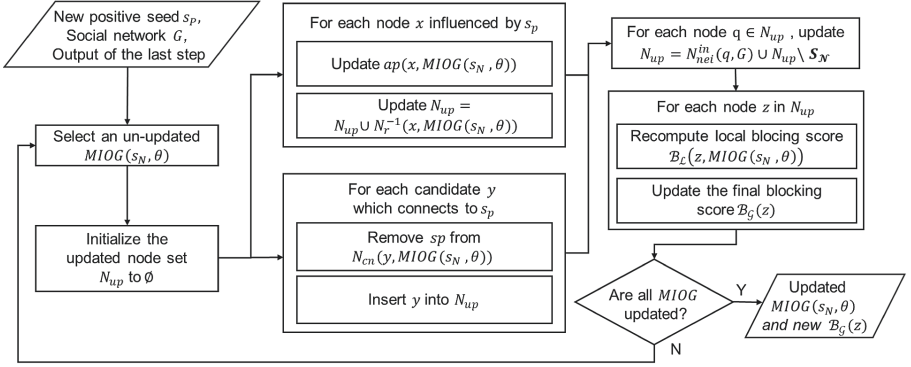 New positive seed s_P,
Social network G,
Output of the last step
Select an un-updated
MIOG(s_N, θ)
Initialize the
updated node set
N_up to ∅
For each node x influenced by s_p
Update ap(x, MIOG(s_N, θ))
Update N_up =
N_up ∪ N_r^{-1}(x, MIOG(s_N, θ))
For each candidate y
which connects to s_p
Remove sp from
N_cn(y, MIOG(s_N, θ))
Insert y into N_up
For each node q ∈ N_up , update
N_up = N_nei^in(q, G) ∪ N_up \ S_𝒩
For each node z in N_up
Recompute local blocing score
ℬ_ℒ(z, MIOG(s_N, θ))
Update the final blocking
score ℬ_𝒢(z)
Are all MIOG
updated?
Y
N
Updated
MIOG(s_N, θ)
and new ℬ_𝒢(z)